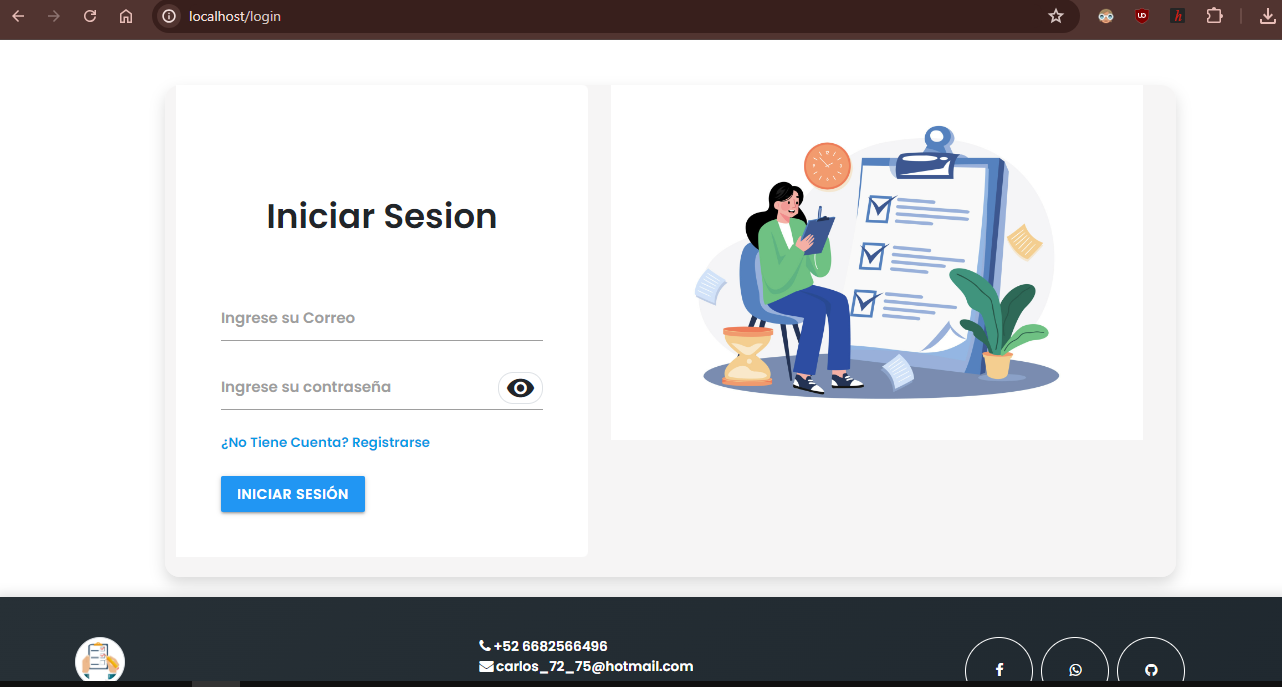 localhost/login
Iniciar Sesion
Ingrese su Correo
Ingrese su contraseña
¿No Tiene Cuenta? Registrarse
INICIAR SESIÓN
+52 6682566496
carlos_72_75@hotmail.com